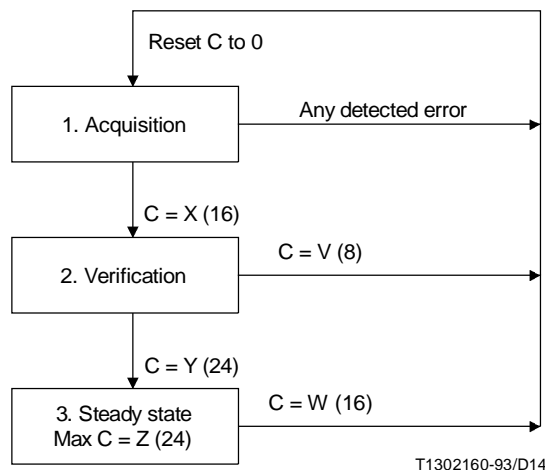 Reset C to 0
1. Acquisition
Any detected error
C = X (16)
2. Verification
C = V (8)
C = Y (24)
3. Steady state
Max C = Z (24)
C = W (16)
T1302160-93/D14